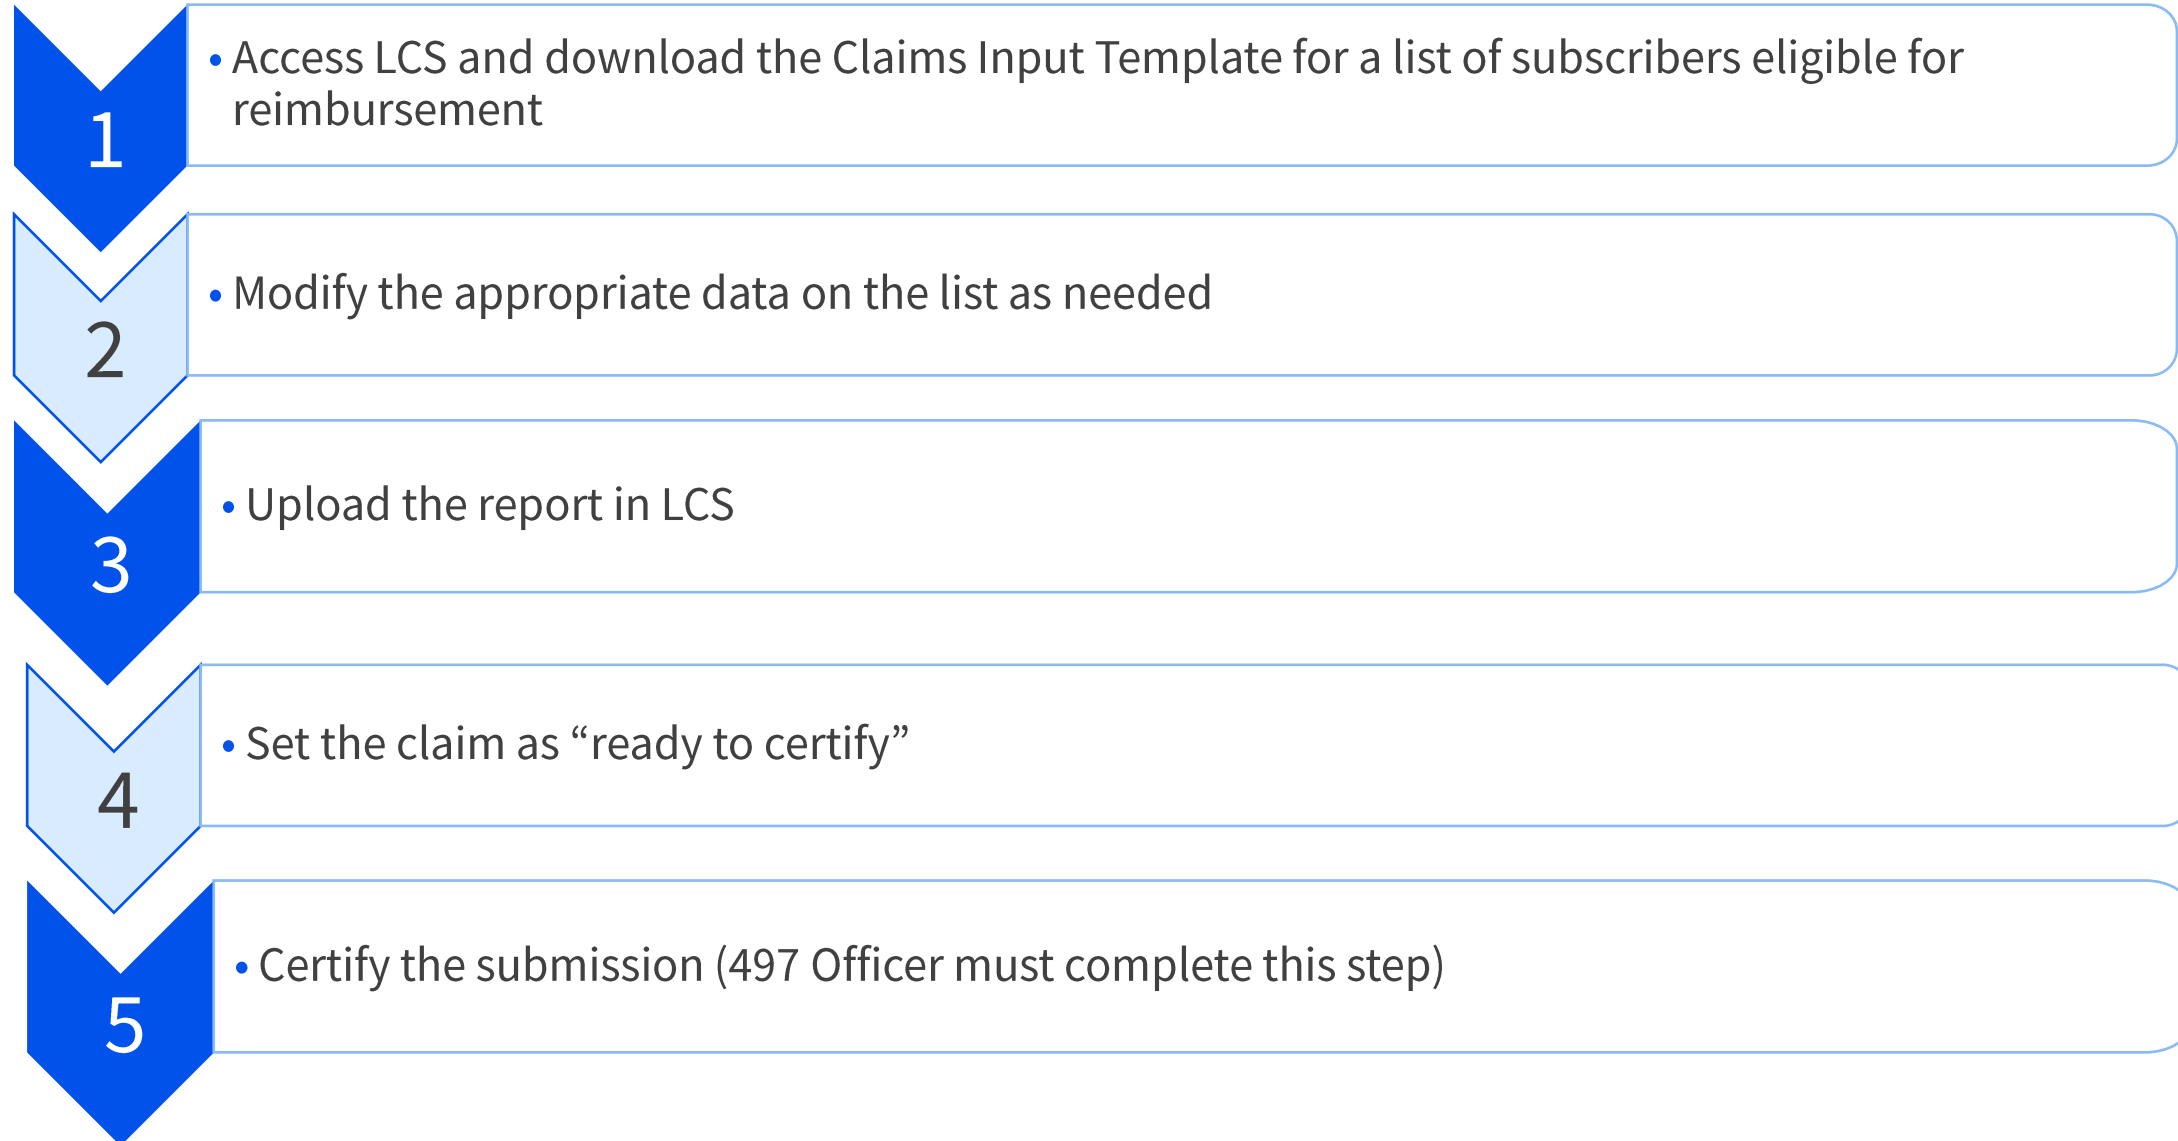 • Access LCS and download the Claims Input Template for a list of subscribers eligible for
reimbursement
1
• Modify the appropriate data on the list as needed
2
• Upload the report in LCS
3
• Set the claim as “ready to certify”
4
• Certify the submission (497 Officer must complete this step)
5